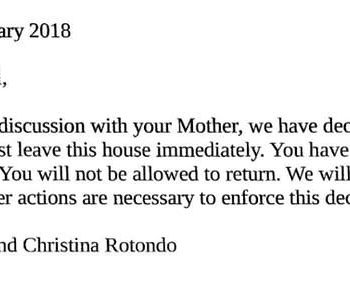 ary 2018
,
discussion with your Mother, we have dec
st leave this house immediately. You have
You will not be allowed to return. We will
er actions are necessary to enforce this dec
nd Christina Rotondo